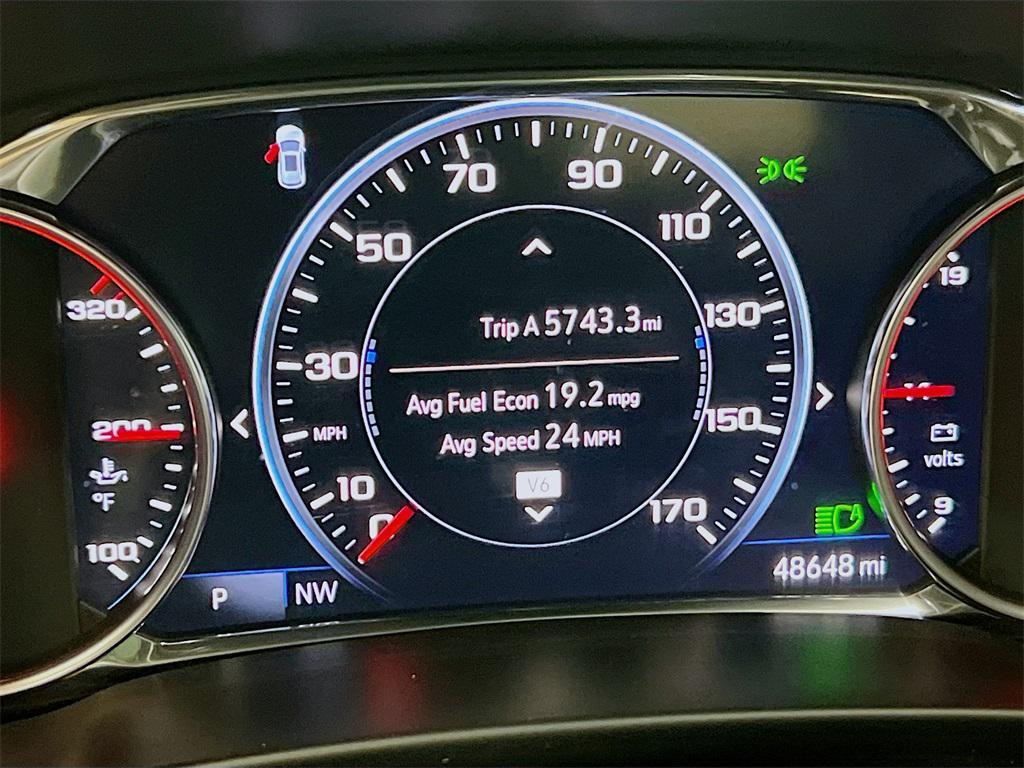 70
90
50
110
320
19
Trip A 5743.3 mi
130
30
Avg Fuel Econ 19.2 mpg
200
MPH
150
Avg Speed 24 MPH
volts
V6
°F
10
170
9
0
100
48648 mi
P
NW